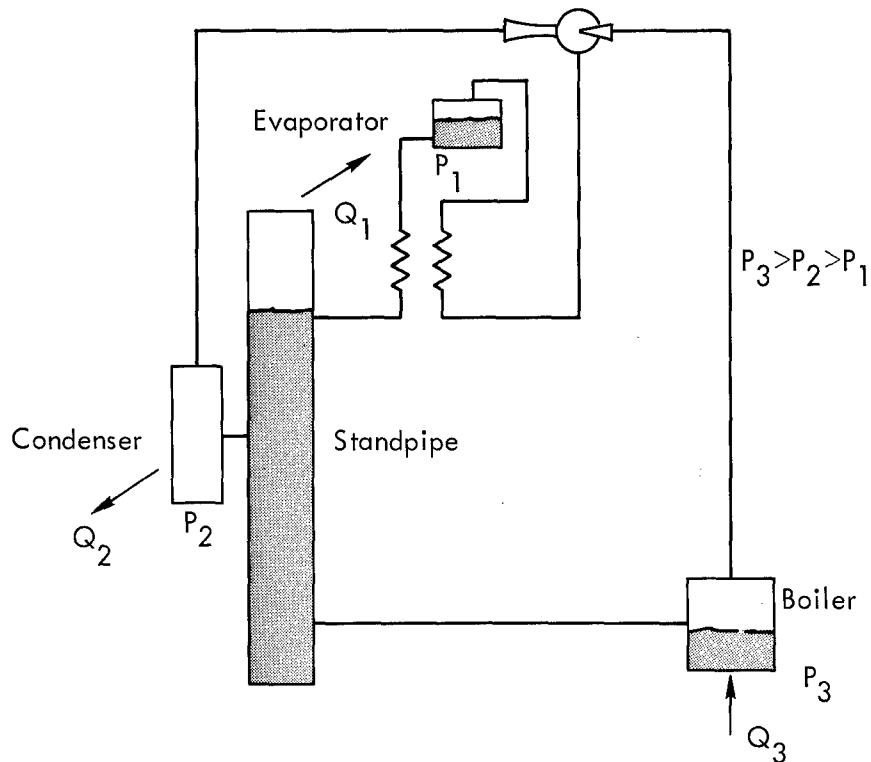 Evaporator
P1
Q1
P3>P2>P1
Condenser
Standpipe
P2
Q2
Boiler
P3
Q3